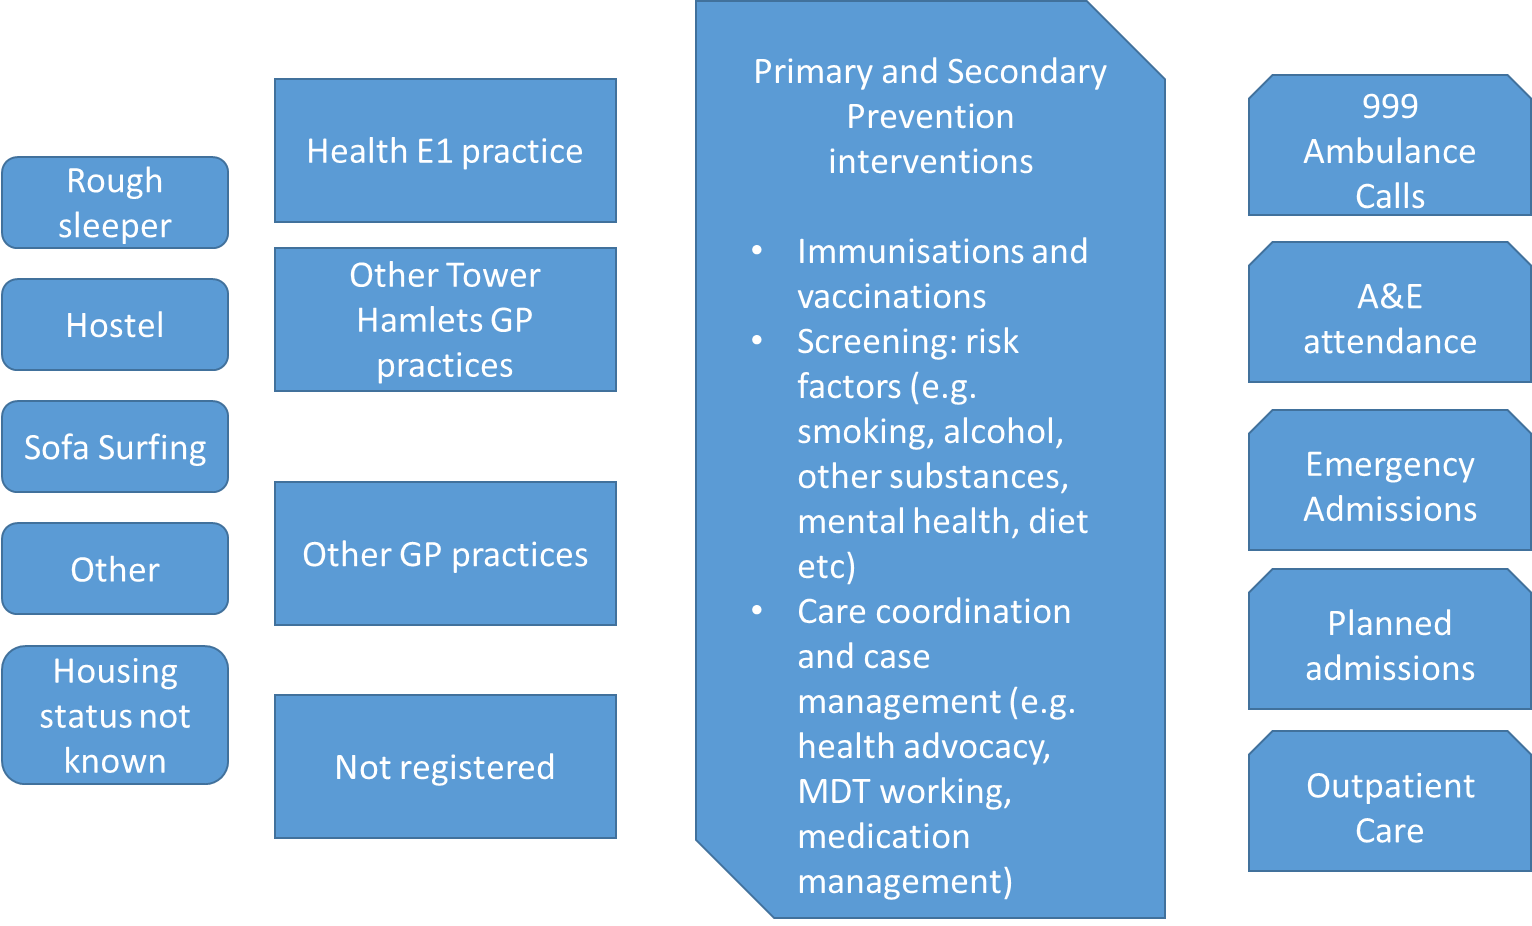 Rough
sleeper
Hostel
Sofa Surfing
Other
Housing
status not
known
Health E1 practice
Other Tower
Hamlets GP
practices
Other GP practices
Not registered
Primary and Secondary
Prevention
interventions
• Immunisations and
vaccinations
• Screening: risk
factors (e.g.
smoking, alcohol,
other substances,
mental health, diet
etc)
• Care coordination
and case
management (e.g.
health advocacy,
MDT working,
medication
management)
999
Ambulance
Calls
A&E
attendance
Emergency
Admissions
Planned
admissions
Outpatient
Care